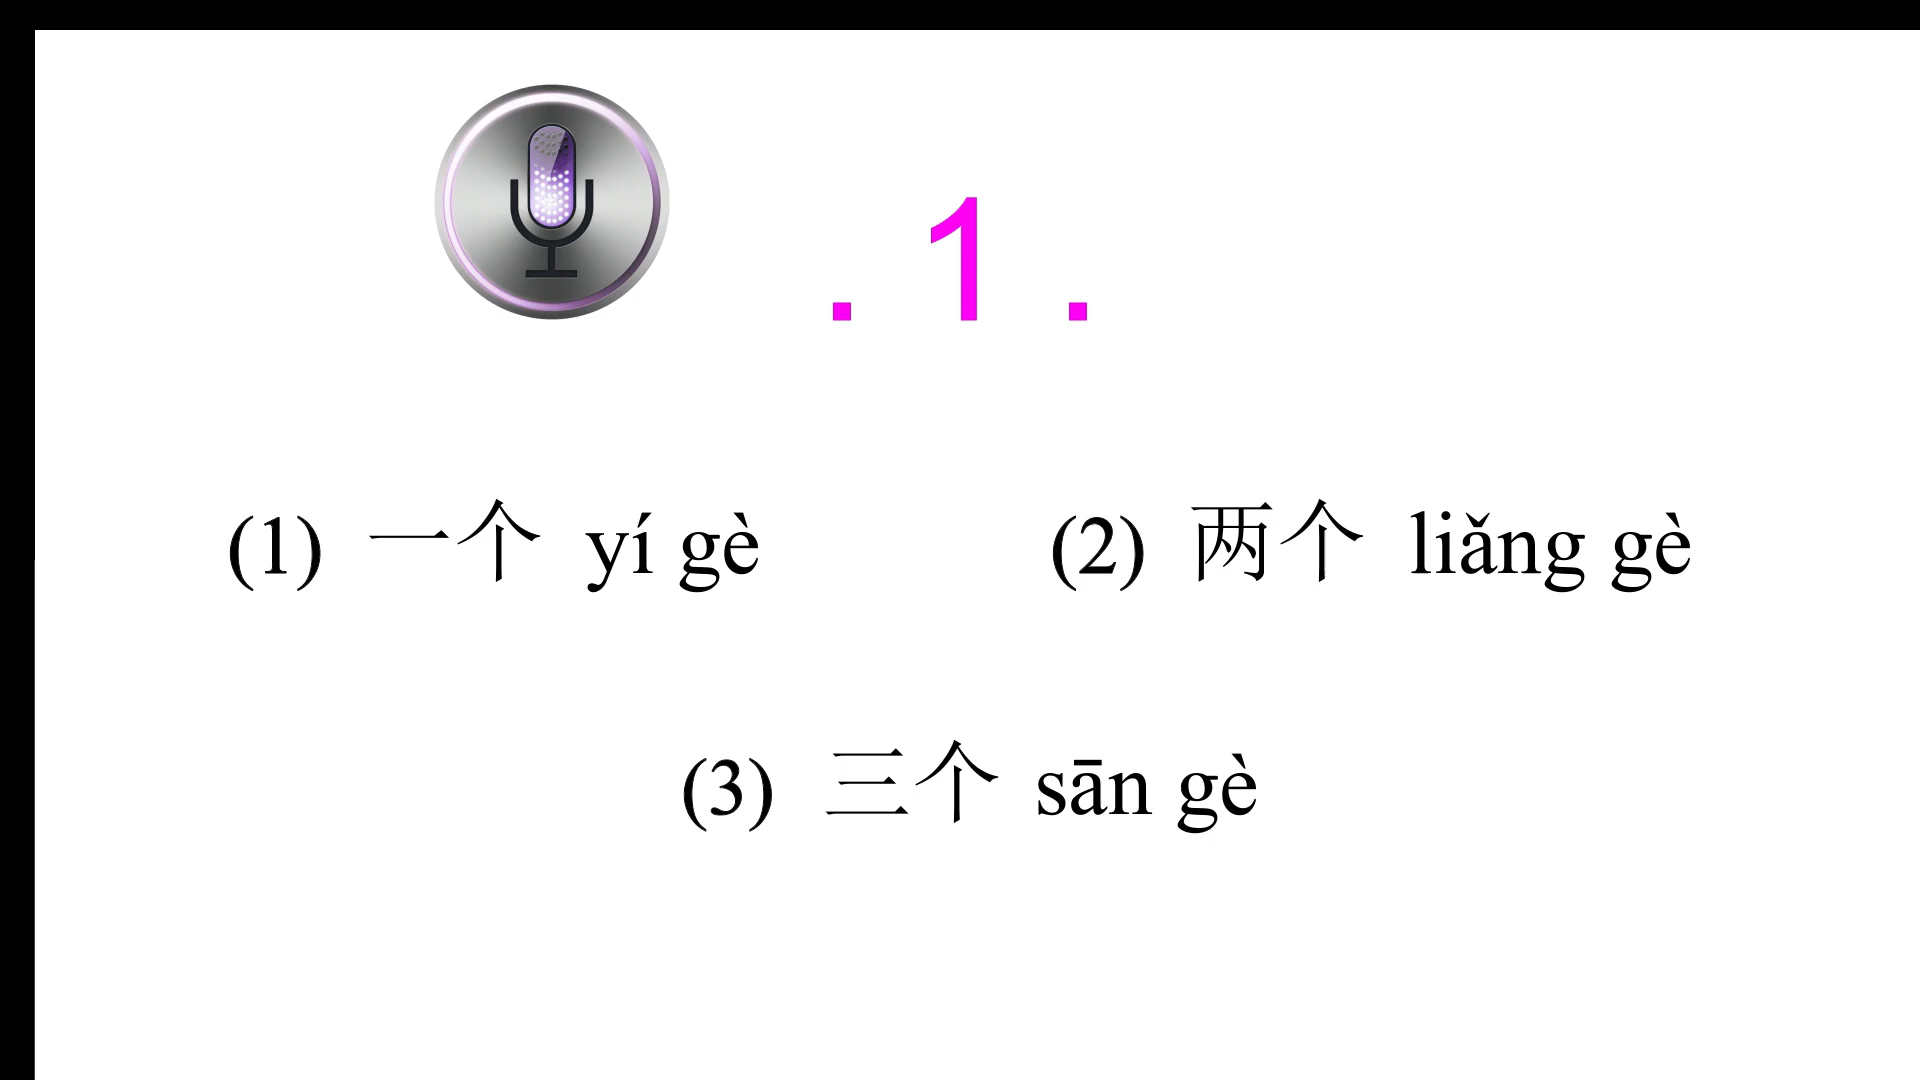 . 1 .
(1) 一个 yí gè (2) 两个 liǎng gè
(3) 三个 sān gè